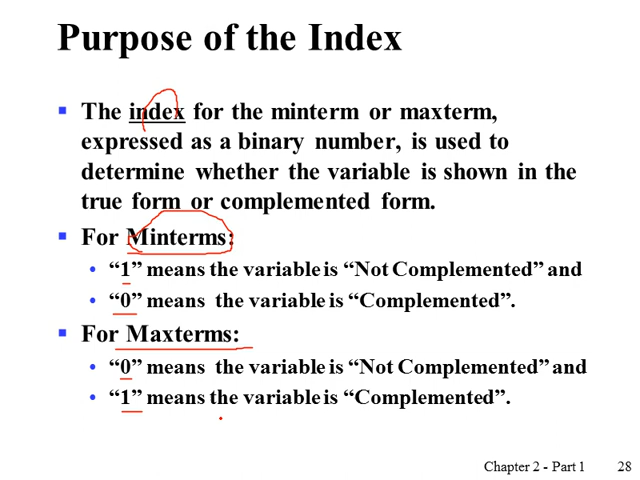 Purpose of the Index
▪ The index for the minterm or maxterm,
expressed as a binary number, is used to
determine whether the variable is shown in the
true form or complemented form.
▪ For Minterms:
• “1” means the variable is “Not Complemented” and
• “0” means the variable is “Complemented”.
▪ For Maxterms:
• “0” means the variable is “Not Complemented” and
• “1” means the variable is “Complemented”.
Chapter 2 - Part 1 28